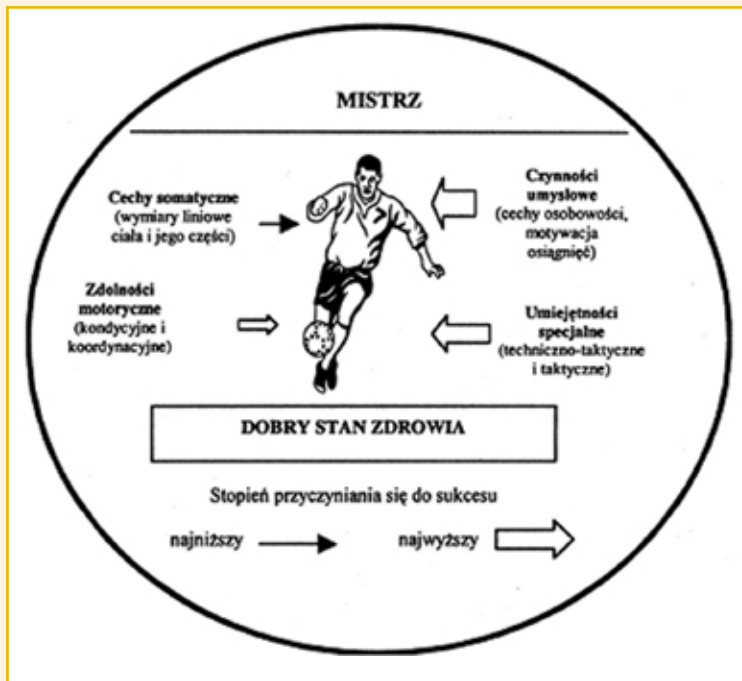 MISTRZ
Cechy somatyczne
(wymiary liniowe
ciała i jego części)
Czynności
umysłowe
(cechy osobowości,
motywacja
osiągnięć)
Zdolności
motoryczne
(kondycyjne i
koordynacyjne)
Umiejętności
specjalne
(techniczno-taktyczne
i taktyczne)
DOBRY STAN ZDROWIA
Stopień przyczyniania się do sukcesu
najniższy najwyższy